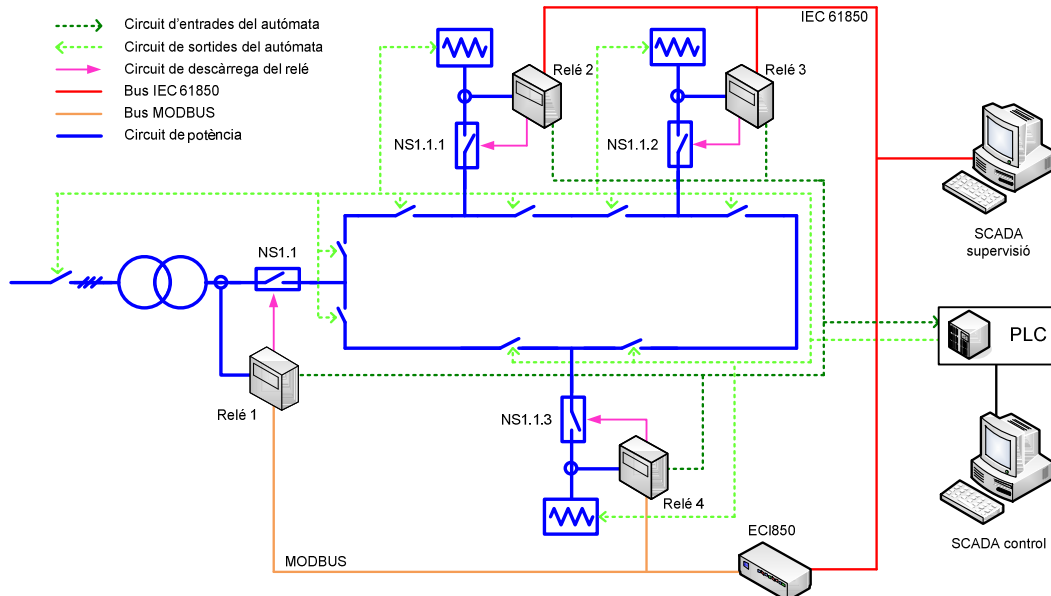 Circuit d'entrades del autómata
Circuit de sortides del autómata
Circuit de descàrrega del relé
Bus IEC 61850
Bus MODBUS
Circuit de potència
IEC 61850
Relé 2
Relé 3
NS1.1.1
NS1.1.2
SCADA
supervisió
NS1.1
PLC
Relé 1
NS1.1.3
Relé 4
ECI850
SCADA control
MODBUS